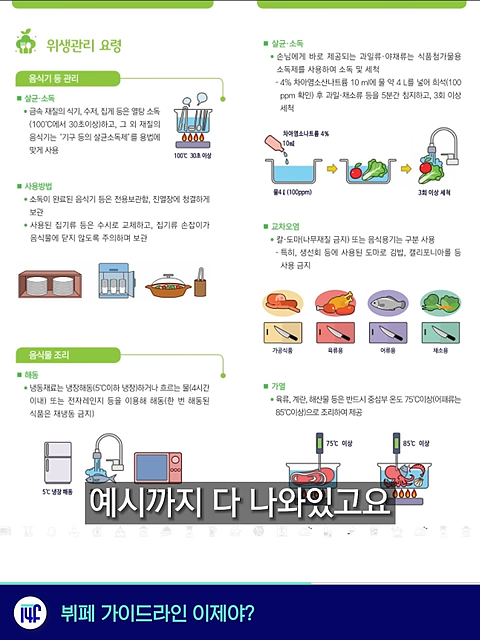 위생관리 요령
음식기 등 관리
■ 살균·소독
● 금속 재질의 식기, 수저, 집게 등은 열탕 소독
(100℃에서 30초이상)하고, 그 외 재질의
음식기는 '기구 등의 살균소독제'를 용법에
맞게 사용
100℃ 30초 이상
■ 사용방법
● 소독이 완료된 음식기 등은 전용보관함, 진열장에 청결하게
보관
● 사용된 집기류 등은 수시로 교체하고, 집기류 손잡이가
음식물에 닫지 않도록 주의하며 보관
음식물 조리
■ 해동
● 냉동재료는 냉장해동(5℃이하 냉장)하거나 흐르는 물(4시간
이내) 또는 전자레인지 등을 이용해 해동(한 번 해동된
식품은 재냉동 금지)
5℃ 냉장 해동
■ 살균·소독
● 손님에게 바로 제공되는 과일류·야채류는 식품첨가물용
소독제를 사용하여 소독 및 세척
- 4% 차아염소산나트륨 10 ml에 물 약 4 L를 넣어 희석(100
ppm 확인) 후 과일·채소류 등을 5분간 침지하고, 3회 이상
세척
차아염소나트륨 4%
10㎖
물4ℓ(100ppm)
3회 이상 세척
■ 교차오염
● 칼·도마(나무재질 금지) 또는 음식용기는 구분 사용
- 특히, 생선회 등에 사용된 도마로 김밥, 캘리포니아롤 등
사용 금지
가공식품
육류용
어류용
채소용
■ 가열
● 육류, 계란, 해산물 등은 반드시 중심부 온도 75℃이상(어패류는
85℃이상)으로 조리하여 제공
75℃ 이상
85℃ 이상
예시까지 다 나와있고요
14F
뷔페 가이드라인 이제야?